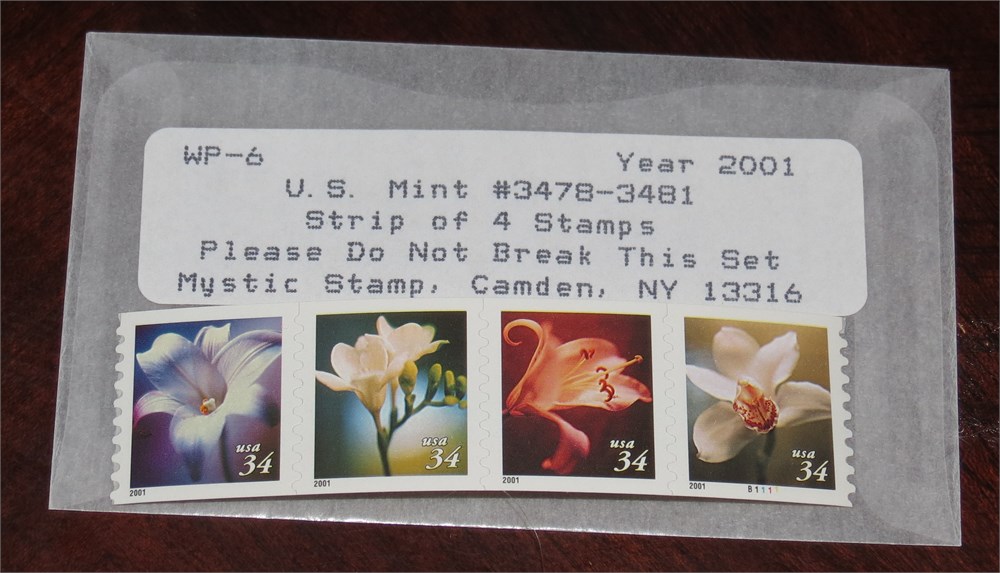 WP-6 Year 2001
U.S. Mint #3478-3481
Strip of 4 Stamps
Please Do Not Break This Set
Mystic Stamp, Camden, NY 13316
usa
34
2001
usa
34
2001
usa
34
2001
usa
34
2001 B1111